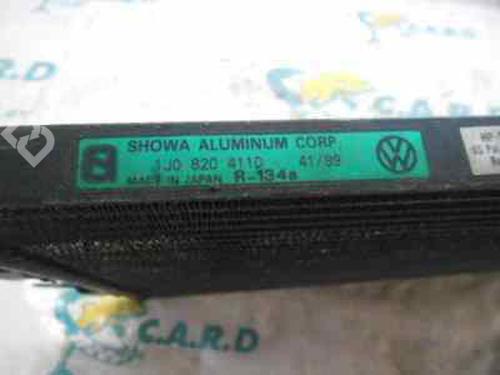 C.A.R.D
SHOWA ALUMINUM CORP.
1J0 820 411D 41/99
MADE IN JAPAN R-134a
C.A.R.D